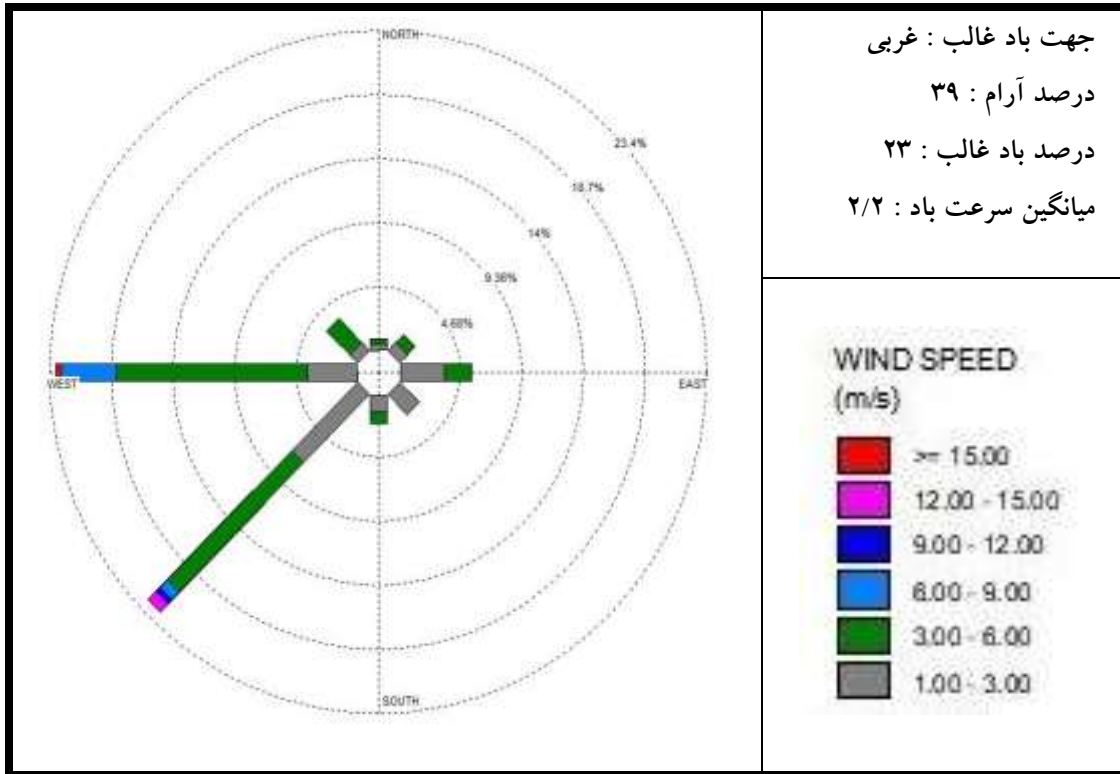 جهت باد غالب : غربی
درصد آرام : ۳۹
درصد باد غالب : ۲۳
میانگین سرعت باد : ۲/۲
NORTH
23.4%
18.7%
14%
9.36%
4.68%
WEST
EAST
SOUTH
WIND SPEED
(m/s)
>= 15.00
12.00 - 15.00
9.00 - 12.00
6.00 - 9.00
3.00 - 6.00
1.00 - 3.00